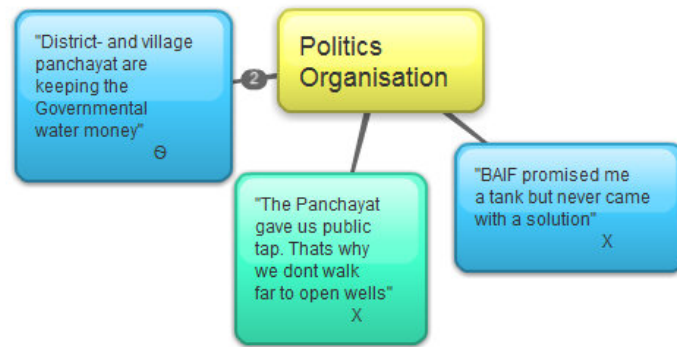 "District- and village
panchayat are
keeping the
Governmental
water money"
Ɵ
2
Politics
Organisation
"The Panchayat
gave us public
tap. Thats why
we dont walk
far to open wells"
X
"BAIF promised me
a tank but never came
with a solution"
X